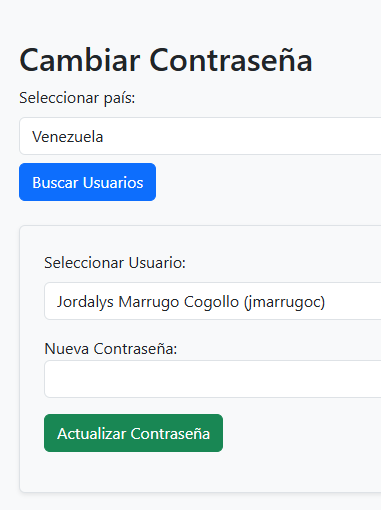 Cambiar Contraseña
Seleccionar país:
Venezuela
Buscar Usuarios
Seleccionar Usuario:
Jordalys Marrugo Cogollo (jmarrugoc)
Nueva Contraseña:
Actualizar Contraseña